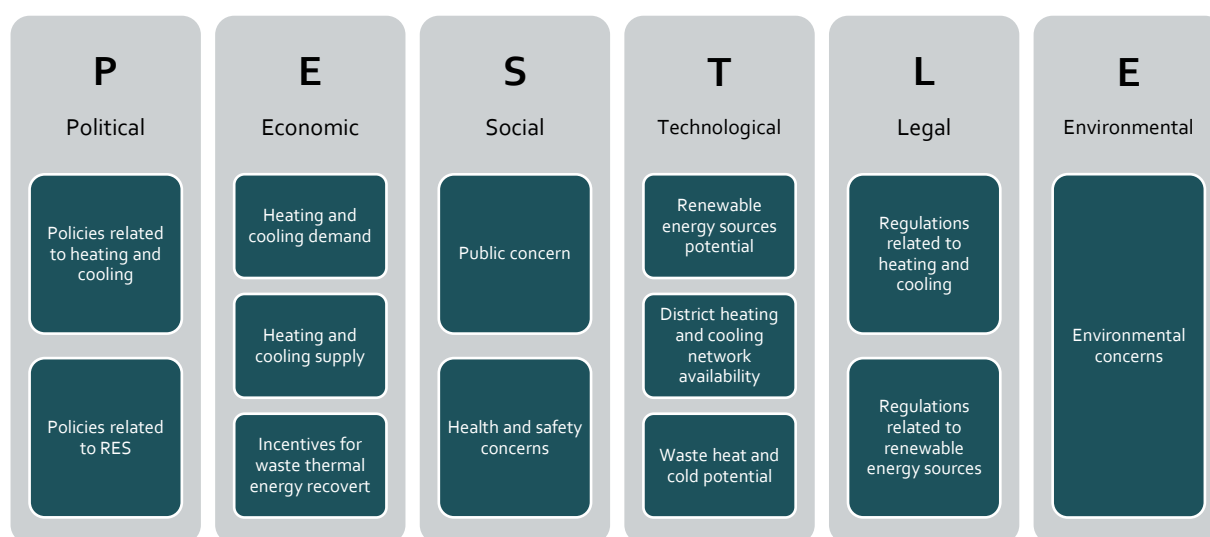 P
Political
Policies related
to heating and
cooling
Policies related
to RES
E
Economic
Heating and
cooling demand
Heating and
cooling supply
Incentives for
waste thermal
energy recovert
S
Social
Public concern
Health and safety
concerns
T
Technological
Renewable
energy sources
potential
District heating
and cooling
network
availability
Waste heat and
cold potential
L
Legal
Regulations
related to
heating and
cooling
Regulations
related to
renewable
energy sources
E
Environmental
Environmental
concerns